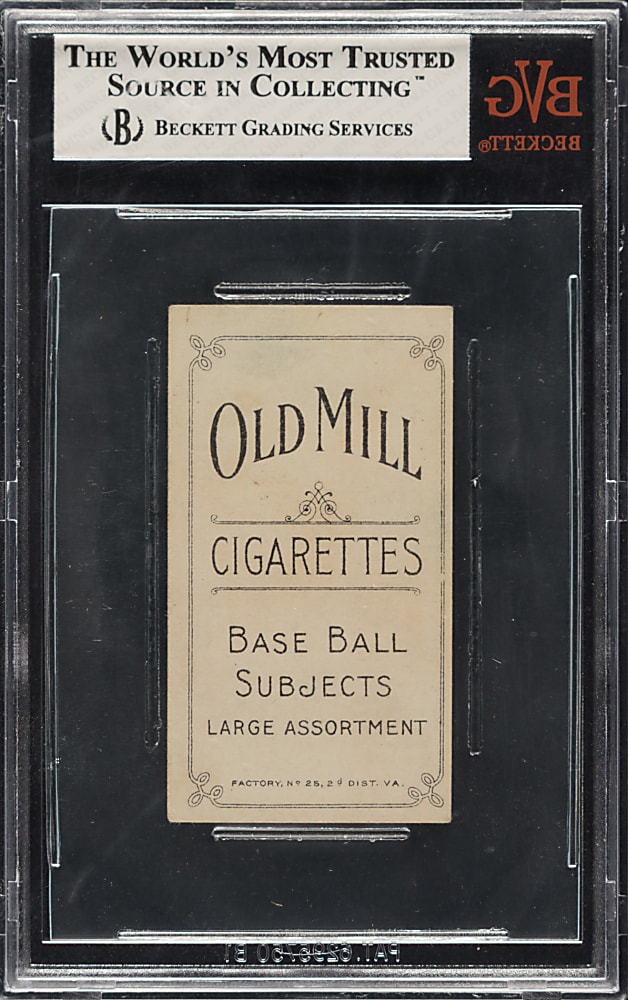 THE WORLD'S MOST TRUSTED
SOURCE IN COLLECTING™
B BECKETT GRADING SERVICES
BVG
BECKETT®
OLD MILL
CIGARETTES
BASE BALL
SUBJECTS
LARGE ASSORTMENT
FACTORY, Nº 25, 2d DIST. VA.